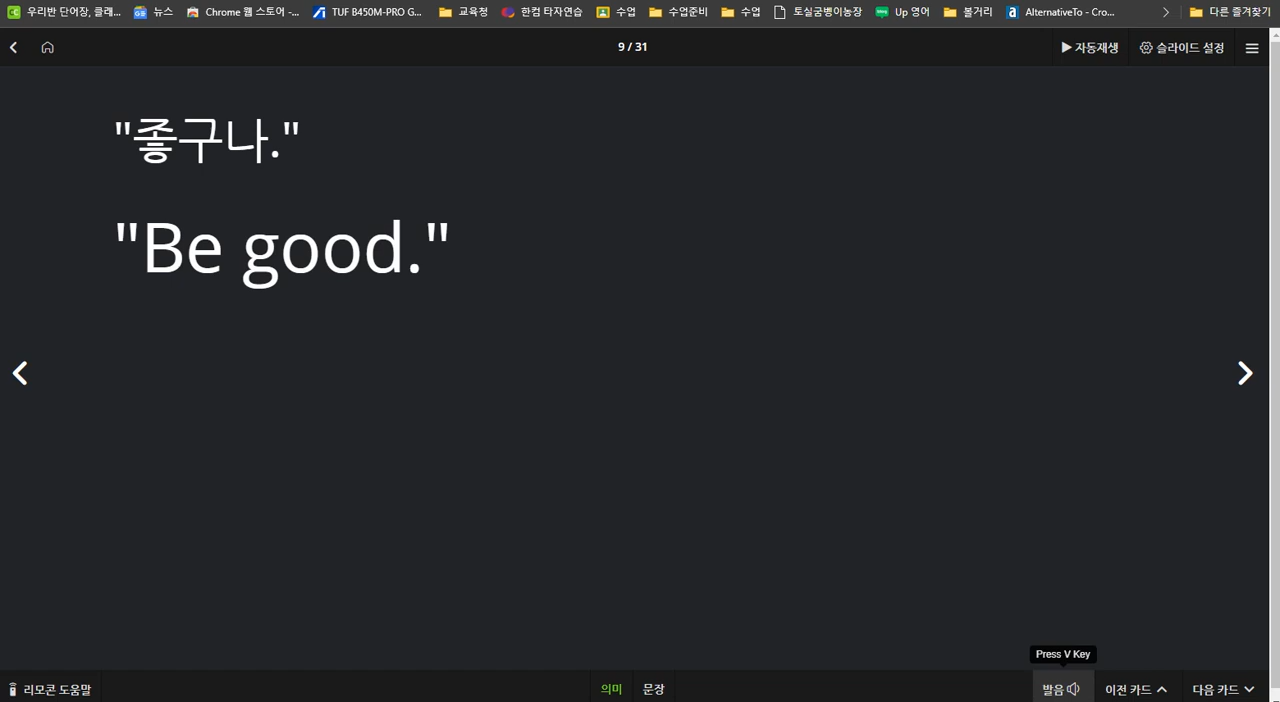 우리반 단어장, 클래... 뉴스 Chrome 웹 스토어 -... TUF B450M-PRO G... 교육청 한컴 타자연습 수업 수업준비 수업 토실굼벵이농장 Up 영어 볼거리 AlternativeTo - Cro... 다른 즐겨찾기
9 / 31 자동재생 슬라이드 설정
"좋구나."
"Be good."
Press V Key
리모콘 도움말 의미 문장 발음 이전 카드 다음 카드